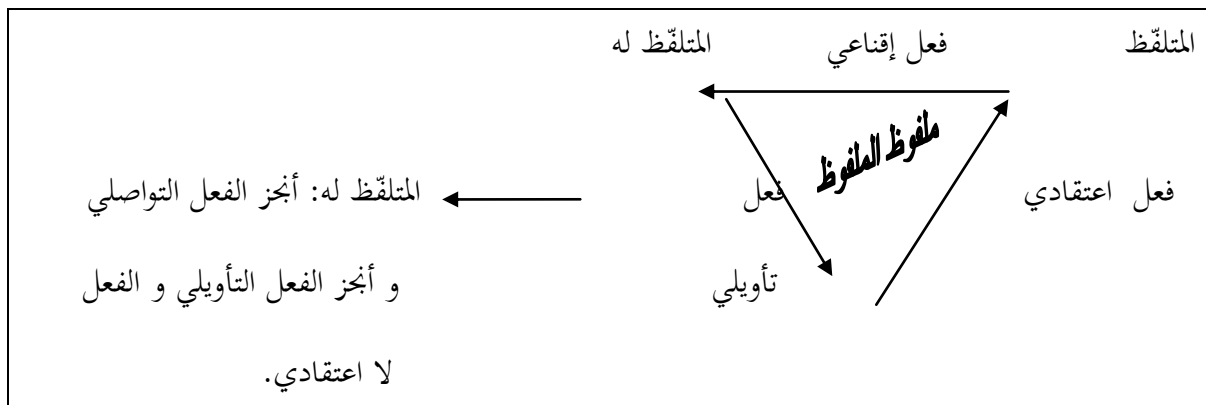 المتلفّظ فعل إقناعي المتلفّظ له
ملفوظ الملفوظ
فعل اعتقادي فعل المتلفّظ له: أنجز الفعل التواصلي
تأويلي و أنجز الفعل التأويلي و الفعل
لا اعتقادي.